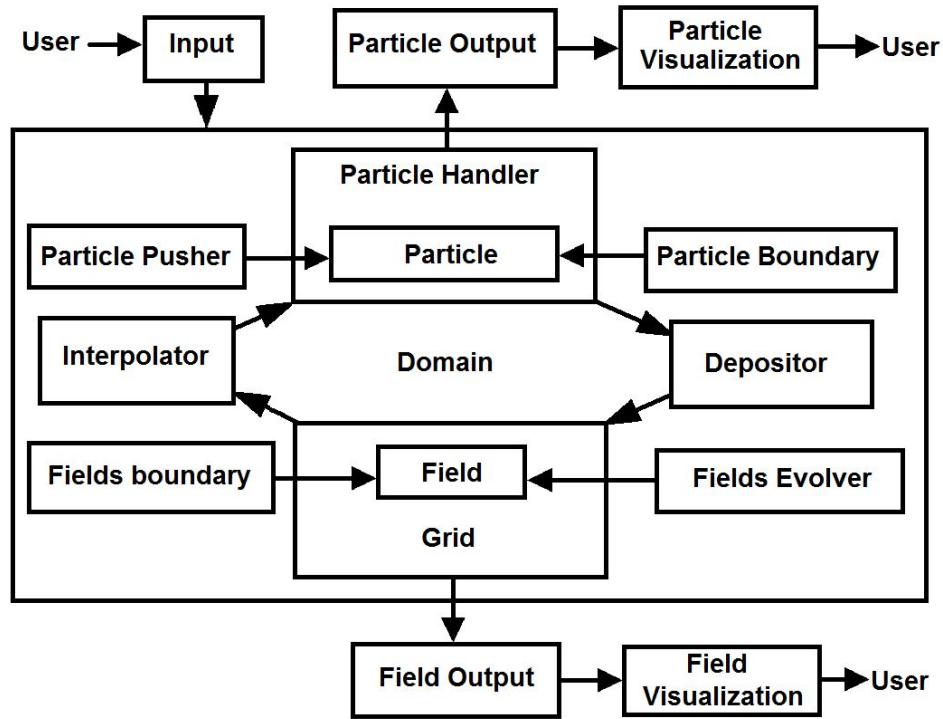 User
Input
Particle Output
Particle
Visualization
User
Particle Handler
Particle Pusher
Particle
Particle Boundary
Interpolator
Domain
Depositor
Fields boundary
Field
Fields Evolver
Grid
Field Output
Field
Visualization
User